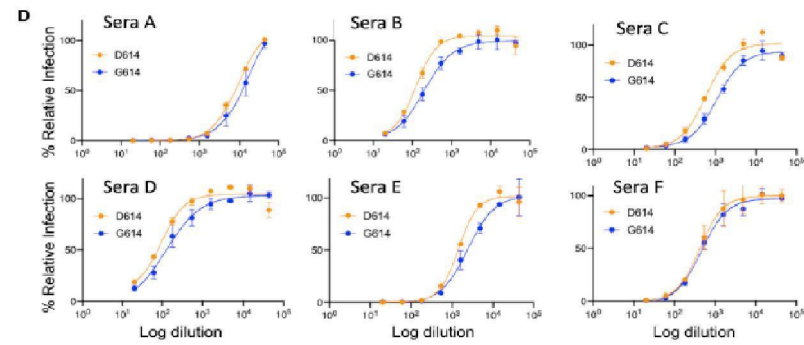 D
Sera A
Sera B
Sera C
% Relative Infection
100
50
0
D614
G614
10⁰ 10¹ 10² 10³ 10⁴ 10⁵
100
50
0
D614
G614
10⁰ 10¹ 10² 10³ 10⁴ 10⁵
100
50
0
D614
G614
10⁰ 10¹ 10² 10³ 10⁴ 10⁵
Sera D
Sera E
Sera F
% Relative Infection
100
50
0
D614
G614
10⁰ 10¹ 10² 10³ 10⁴ 10⁵
Log dilution
100
50
0
D614
G614
10⁰ 10¹ 10² 10³ 10⁴ 10⁵
Log dilution
100
50
0
D614
G614
10⁰ 10¹ 10² 10³ 10⁴ 10⁵
Log dilution